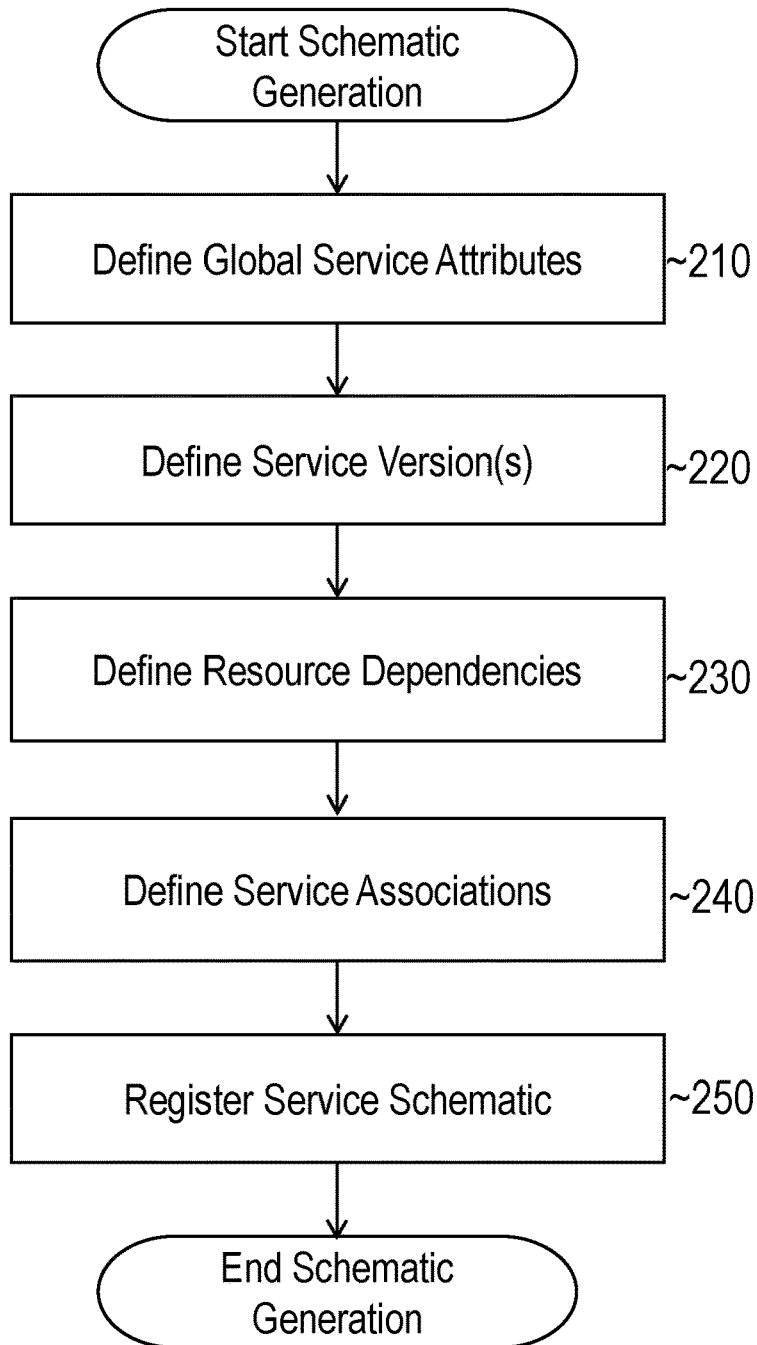 Start Schematic
Generation
Define Global Service Attributes ~210
Define Service Version(s) ~220
Define Resource Dependencies ~230
Define Service Associations ~240
Register Service Schematic ~250
End Schematic
Generation